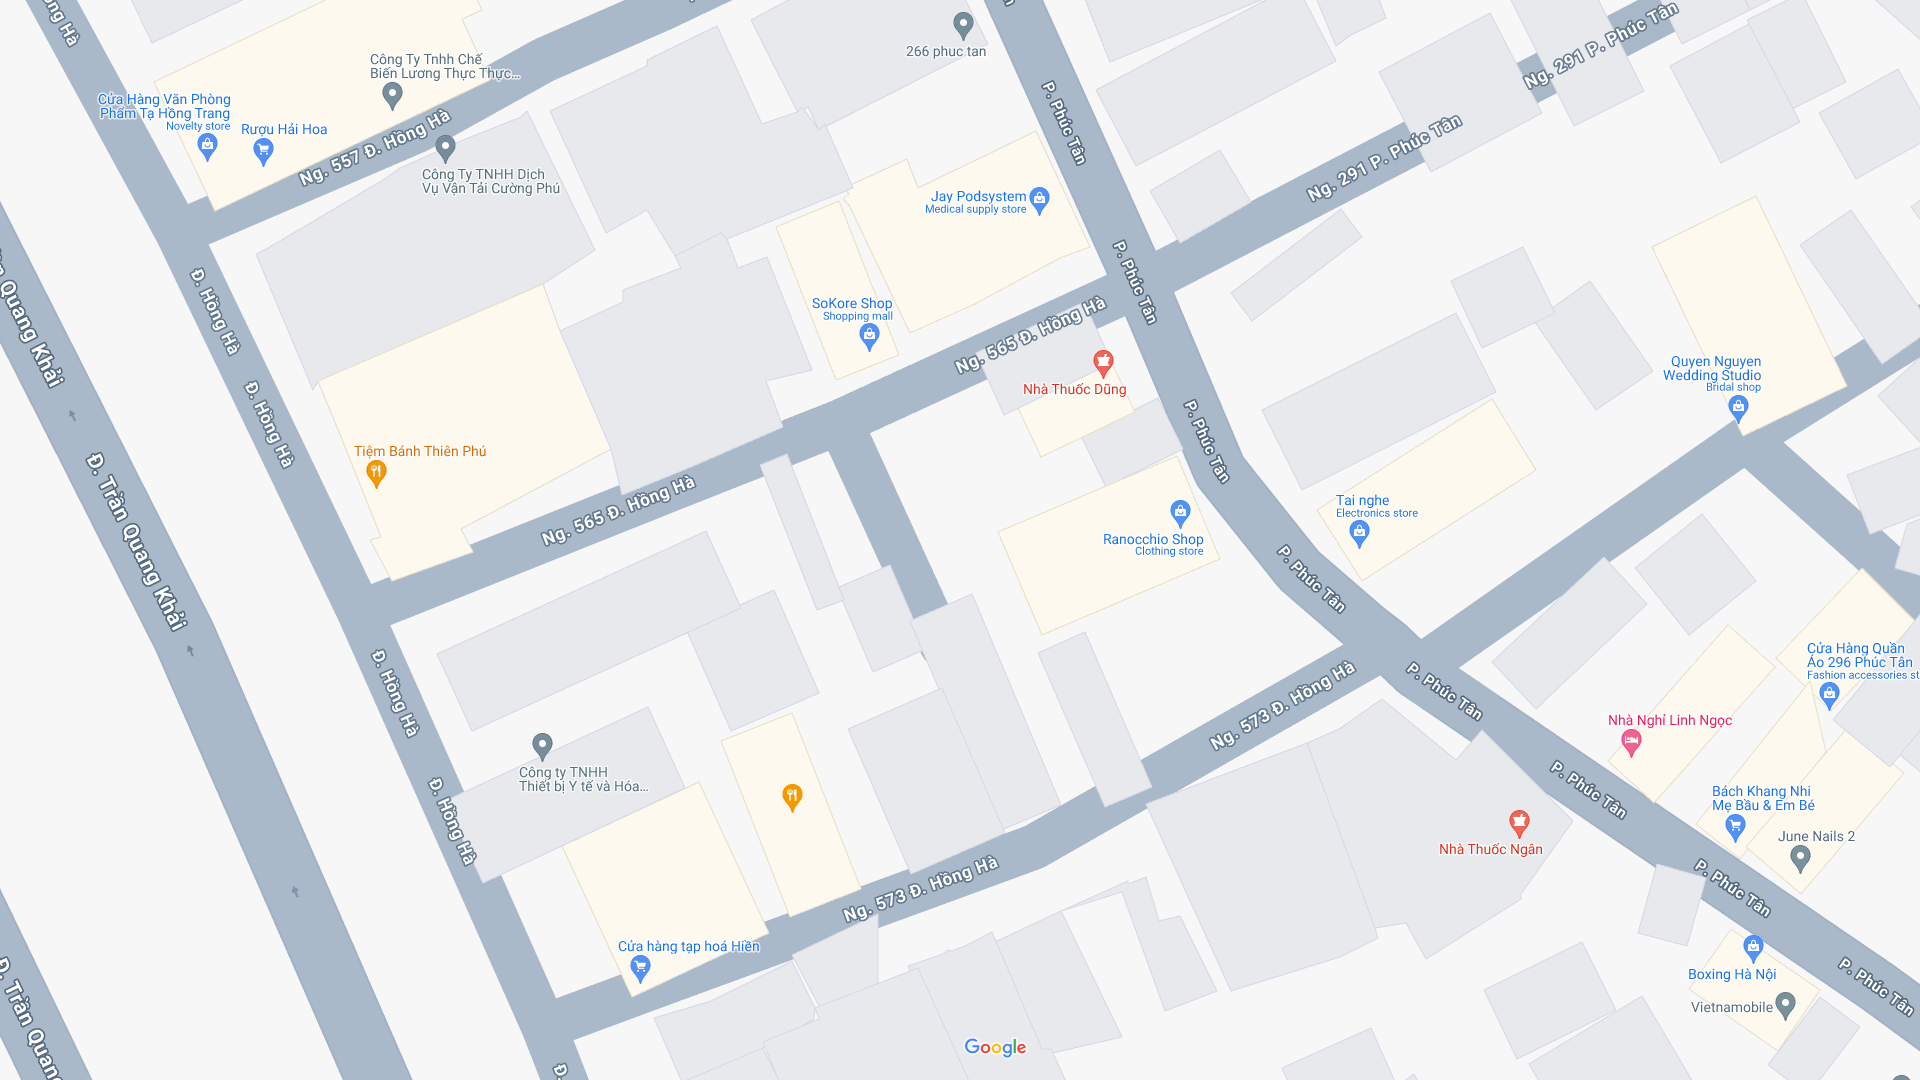 Công Ty Tnhh Chế
Biến Lương Thực Thực...
266 phuc tan
Cửa Hàng Văn Phòng
Phẩm Tạ Hồng Trang
Novelty store
Rượu Hải Hoa
Ng. 557 Đ. Hồng Hà
Công Ty TNHH Dịch
Vụ Vận Tải Cường Phú
P. Phúc Tân
Ng. 291 P. Phúc Tân
Ng. 291 P. Phúc Tân
Jay Podsystem
Medical supply store
P. Phúc Tân
Đ. Hồng Hà
SoKore Shop
Shopping mall
Ng. 565 Đ. Hồng Hà
Nhà Thuốc Dũng
Quyen Nguyen
Wedding Studio
Bridal shop
Quang Khải
Đ. Hồng Hà
P. Phúc Tân
Tiệm Bánh Thiên Phú
Ng. 565 Đ. Hồng Hà
Đ. Trần Quang Khải
Tai nghe
Electronics store
Ranocchio Shop
Clothing store
P. Phúc Tân
Đ. Hồng Hà
Ng. 573 Đ. Hồng Hà
P. Phúc Tân
Cửa Hàng Quần
Áo 296 Phúc Tân
Fashion accessories st
Nhà Nghỉ Linh Ngọc
Công ty TNHH
Thiết bị Y tế và Hóa...
P. Phúc Tân
Bách Khang Nhi
Mẹ Bầu & Em Bé
June Nails 2
Đ. Hồng Hà
Nhà Thuốc Ngân
Ng. 573 Đ. Hồng Hà
P. Phúc Tân
Cửa hàng tạp hoá Hiền
Boxing Hà Nội
Vietnamobile
P. Phúc Tân
Đ. Trần Quang
Google
Đ.